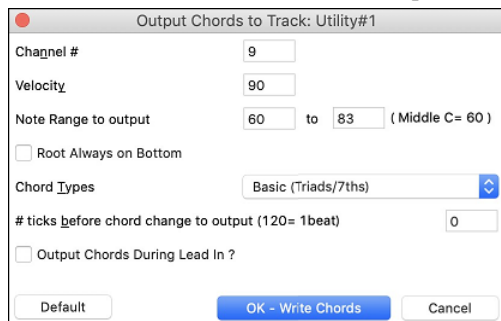 Output Chords to Track: Utility#1
Channel # 9
Velocity 90
Note Range to output 60 to 83 ( Middle C= 60 )
Root Always on Bottom
Chord Types Basic (Triads/7ths)
# ticks before chord change to output (120= 1beat) 0
Output Chords During Lead In ?
Default OK - Write Chords Cancel